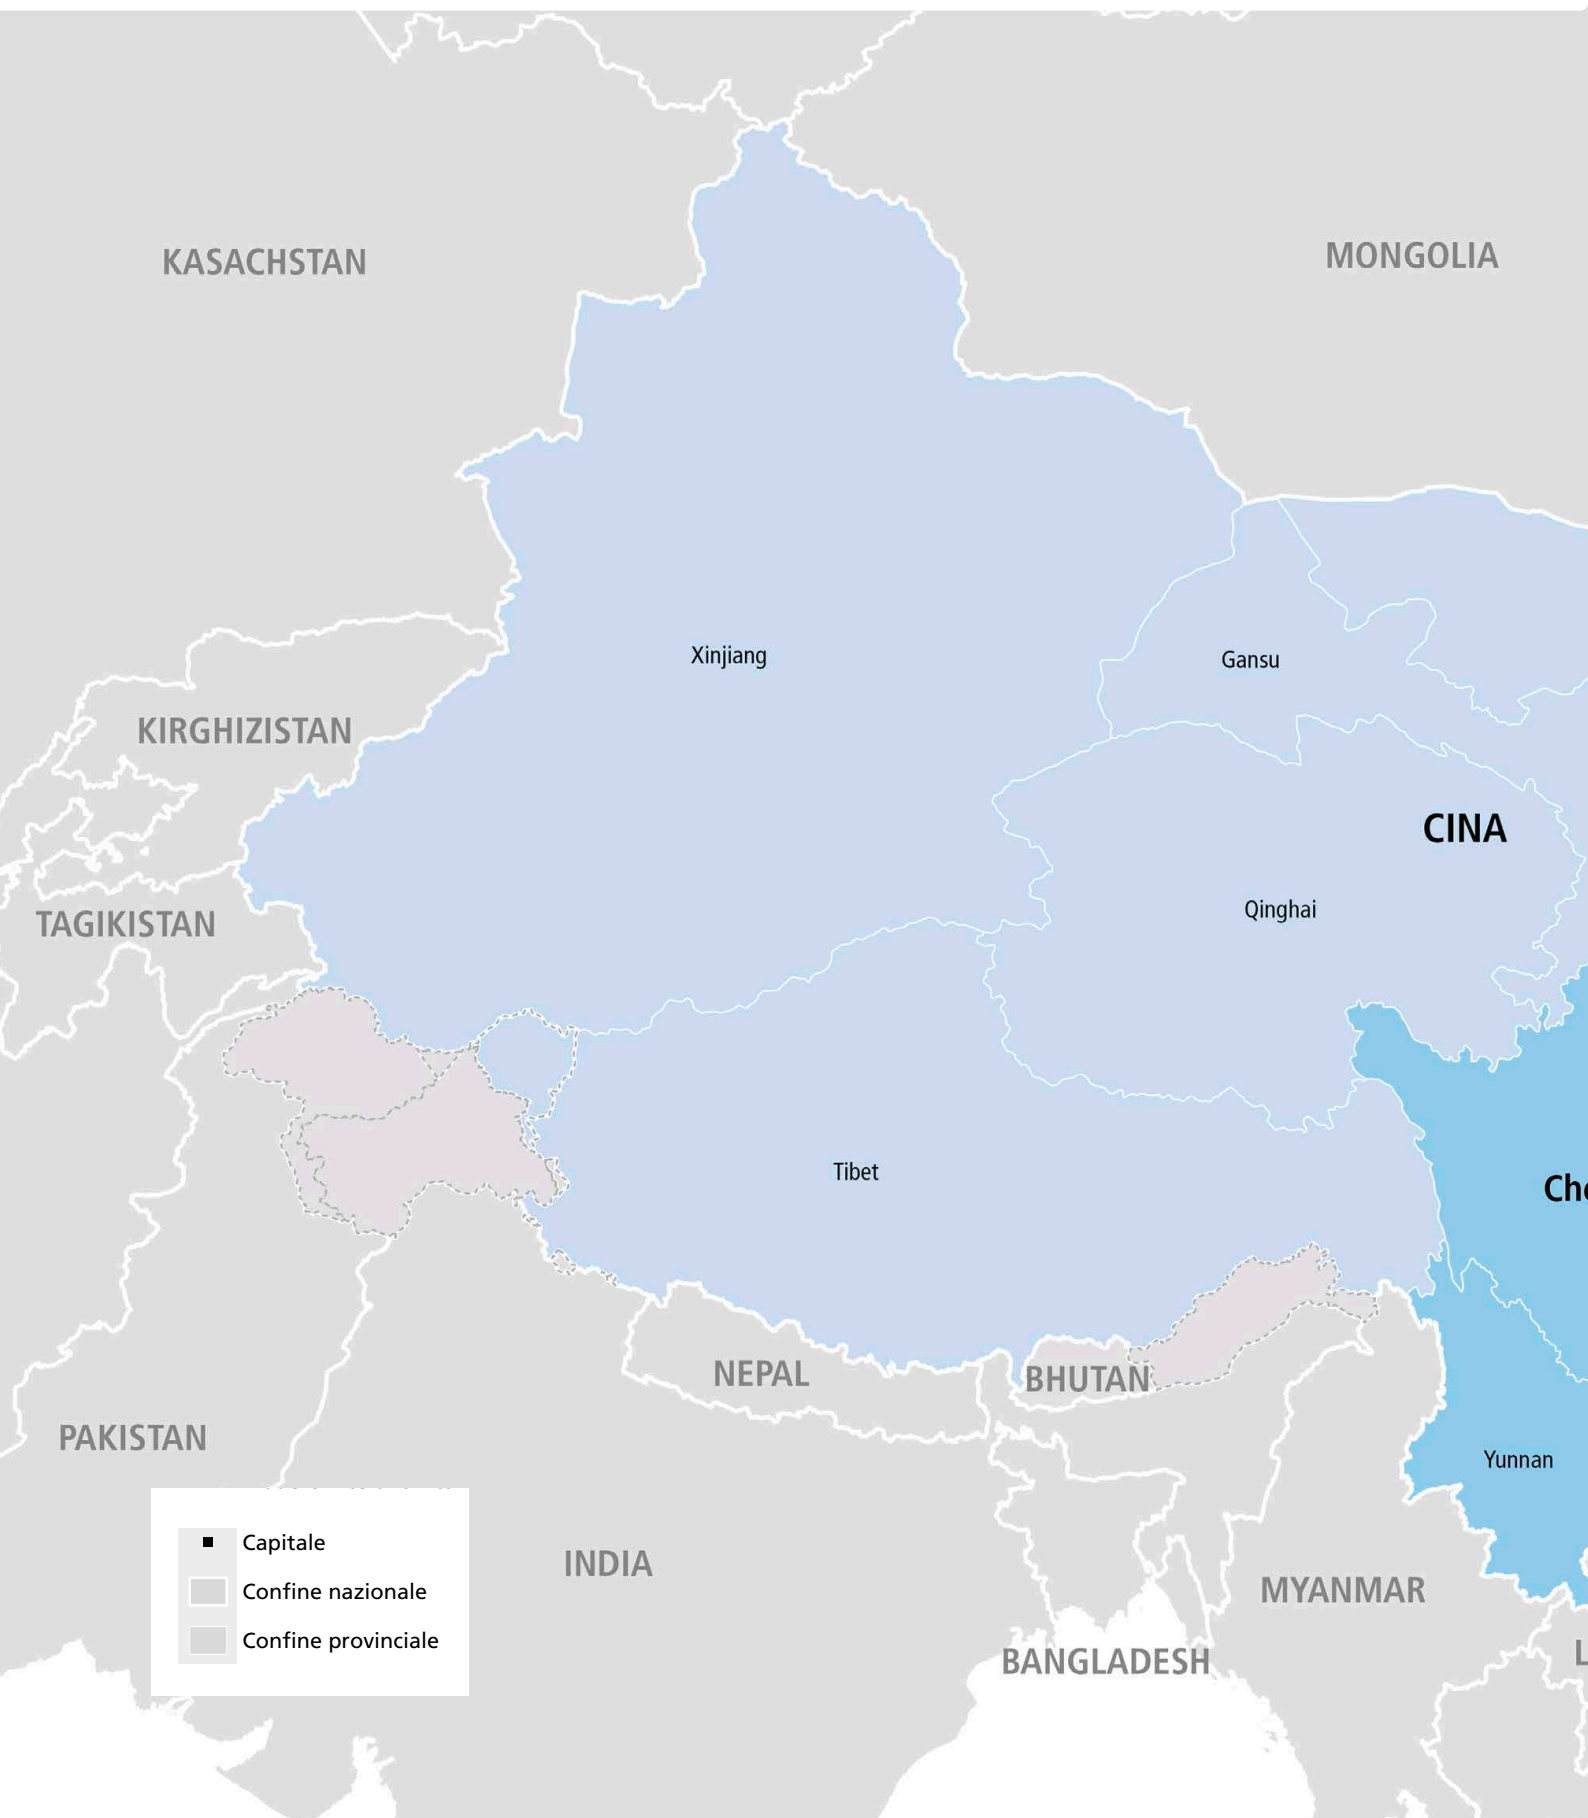 KASACHSTAN
MONGOLIA
Xinjiang
Gansu
KIRGHIZISTAN
CINA
Qinghai
TAGIKISTAN
Tibet
NEPAL
BHUTAN
PAKISTAN
Yunnan
Capitale
INDIA
Confine nazionale
MYANMAR
Confine provinciale
BANGLADESH